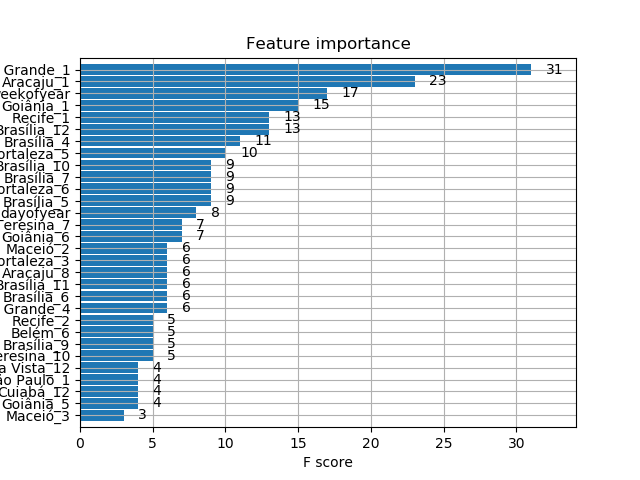 Feature importance
Grande_1 31
Aracaju_1 23
eekofyear 17
Goiânia_1 15
Recife_1 13
Brasília_12 13
Brasília_4 11
ortaleza_5 10
Brasília_10 9
Brasília_7 9
ortaleza_6 9
Brasília_5 9
dayofyear 8
eresina_7 7
Goiânia_6 7
Maceió_2 6
ortaleza_3 6
Aracaju_8 6
Brasília_11 6
Brasília_6 6
Grande_4 6
Recife_2 5
Belém_6 5
Brasília_9 5
eresina_10 5
a Vista_12 4
ão Paulo_1 4
Cuiabá_12 4
Goiânia_5 4
Maceió_3 3
0 5 10 15 20 25 30
F score